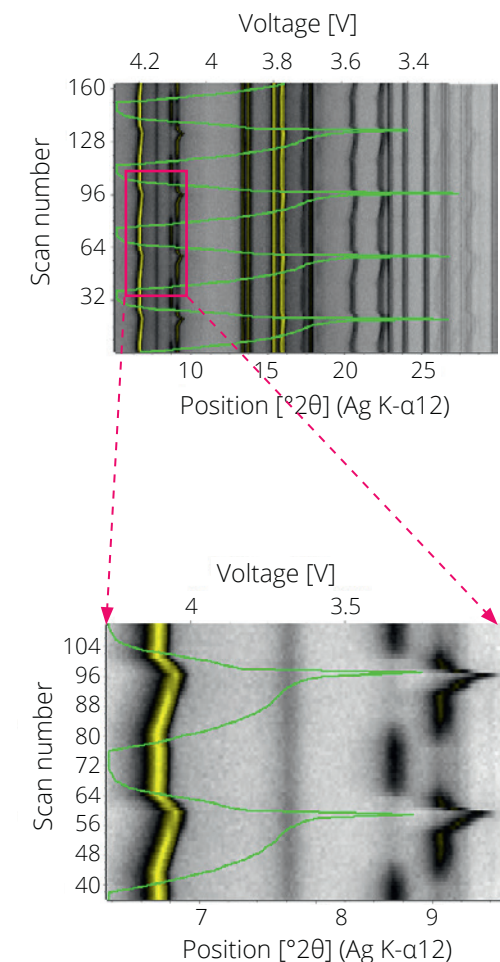 Voltage [V]
4.2 4 3.8 3.6 3.4
160
128
96
64
32
Scan number
10 15 20 25
Position [°2θ] (Ag K-α12)
Voltage [V]
4 3.5
104
96
88
80
72
64
56
48
40
Scan number
7 8 9
Position [°2θ] (Ag K-α12)